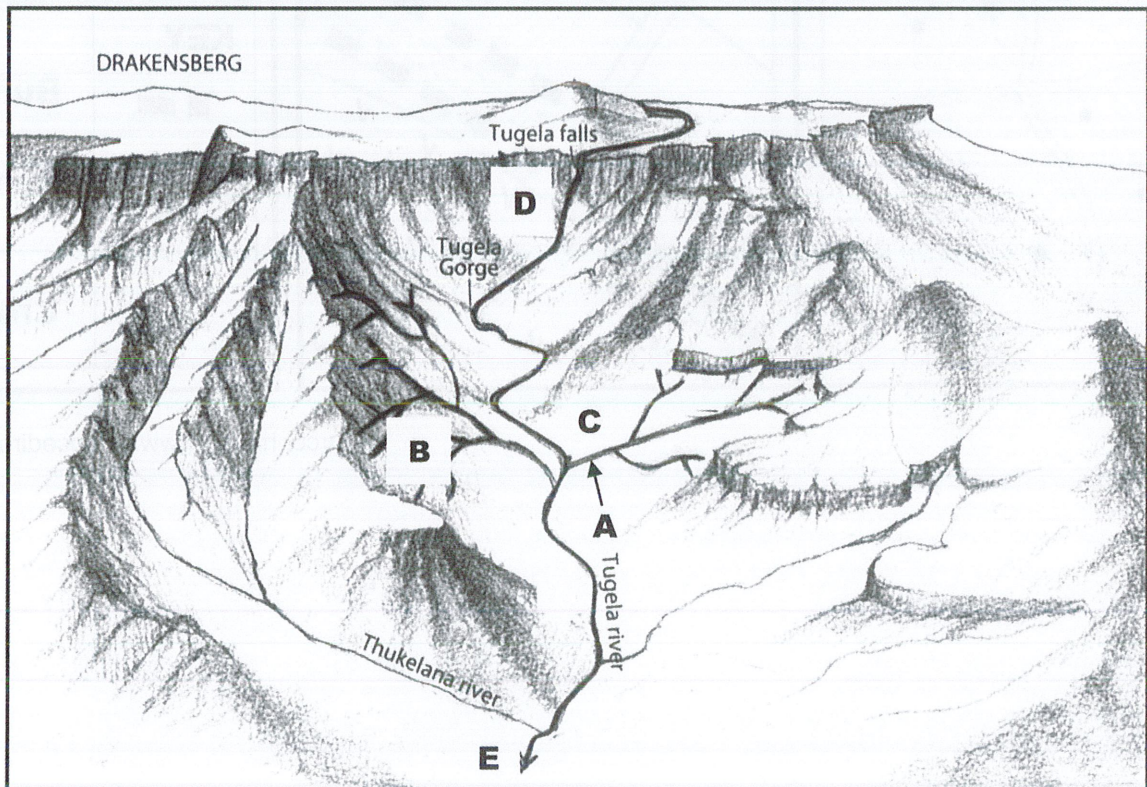 DRAKENSBERG
Tugela falls
D
Tugela
Gorge
C
B
A
Tugela river
Thukelana river
E